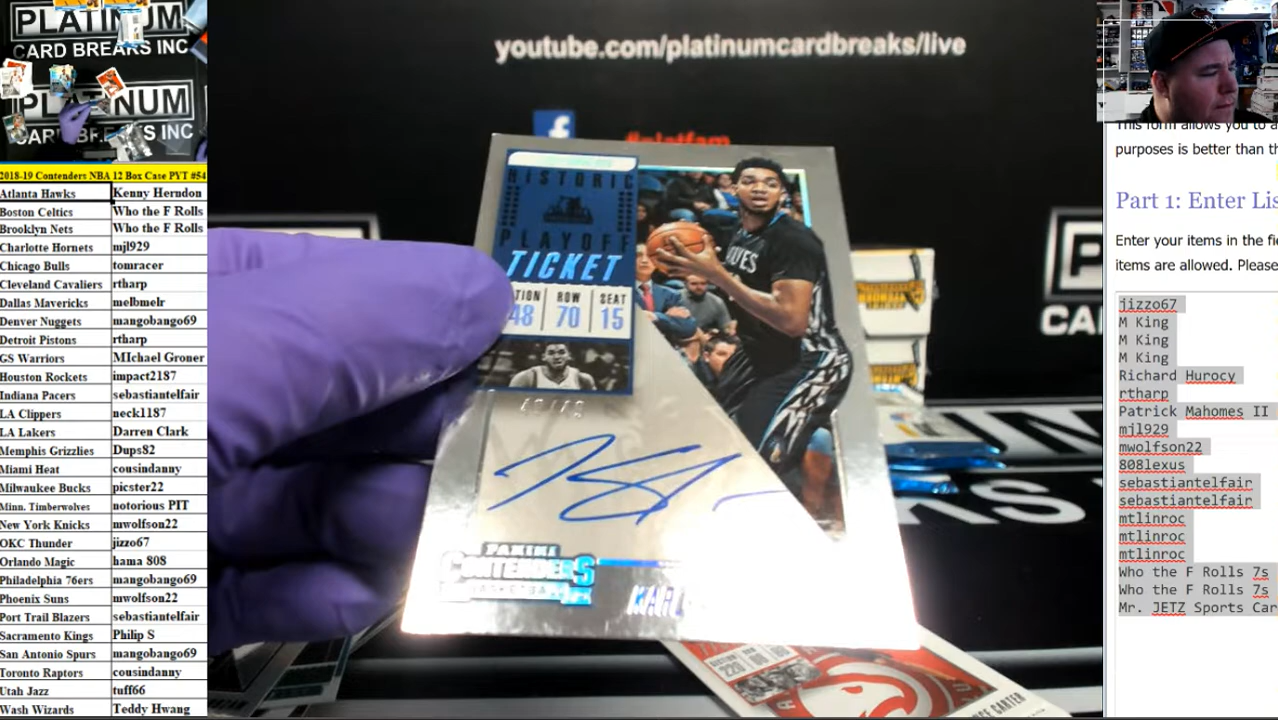 PLATINUM
CARD BREAKS INC
PLATINUM
CARD BREAKS INC
youtube.com/platinumcardbreaks/live
#platfam
2018-19 Contenders NBA 12 Box Case PYT #54
Atlanta Hawks Kenny Herndon
Boston Celtics Who the F Rolls
Brooklyn Nets Who the F Rolls
Charlotte Hornets mjl929
Chicago Bulls tomracer
Cleveland Cavaliers rtharp
Dallas Mavericks melbmelr
Denver Nuggets mangobango69
Detroit Pistons rtharp
GS Warriors MIchael Groner
Houston Rockets impact2187
Indiana Pacers sebastiantelfair
LA Clippers neck1187
LA Lakers Darren Clark
Memphis Grizzlies Dups82
Miami Heat cousindanny
Milwaukee Bucks picster22
Minn. Timberwolves notorious PIT
New York Knicks mwolfson22
OKC Thunder jizzo67
Orlando Magic hama 808
Philadelphia 76ers mangobango69
Phoenix Suns mwolfson22
Port Trail Blazers sebastiantelfair
Sacramento Kings Philip S
San Antonio Spurs mangobango69
Toronto Raptors cousindanny
Utah Jazz tuff66
Wash Wizards Teddy Hwang
HISTORIC
PLAYOFF
TICKET
ROW SEAT
48 70 15
PANINI
CONTENDERS
BASKETBALL
CARTER
This form allows you to a
purposes is better than th
Part 1: Enter Lis
Enter your items in the fi
items are allowed. Please
jizzo67
M King
M King
M King
Richard Hurocy
rtharp
Patrick Mahomes II
mjl929
mwolfson22
808lexus
sebastiantelfair
sebastiantelfair
mtlinroc
mtlinroc
mtlinroc
Who the F Rolls 7s
Who the F Rolls 7s
Mr. JETZ Sports Car